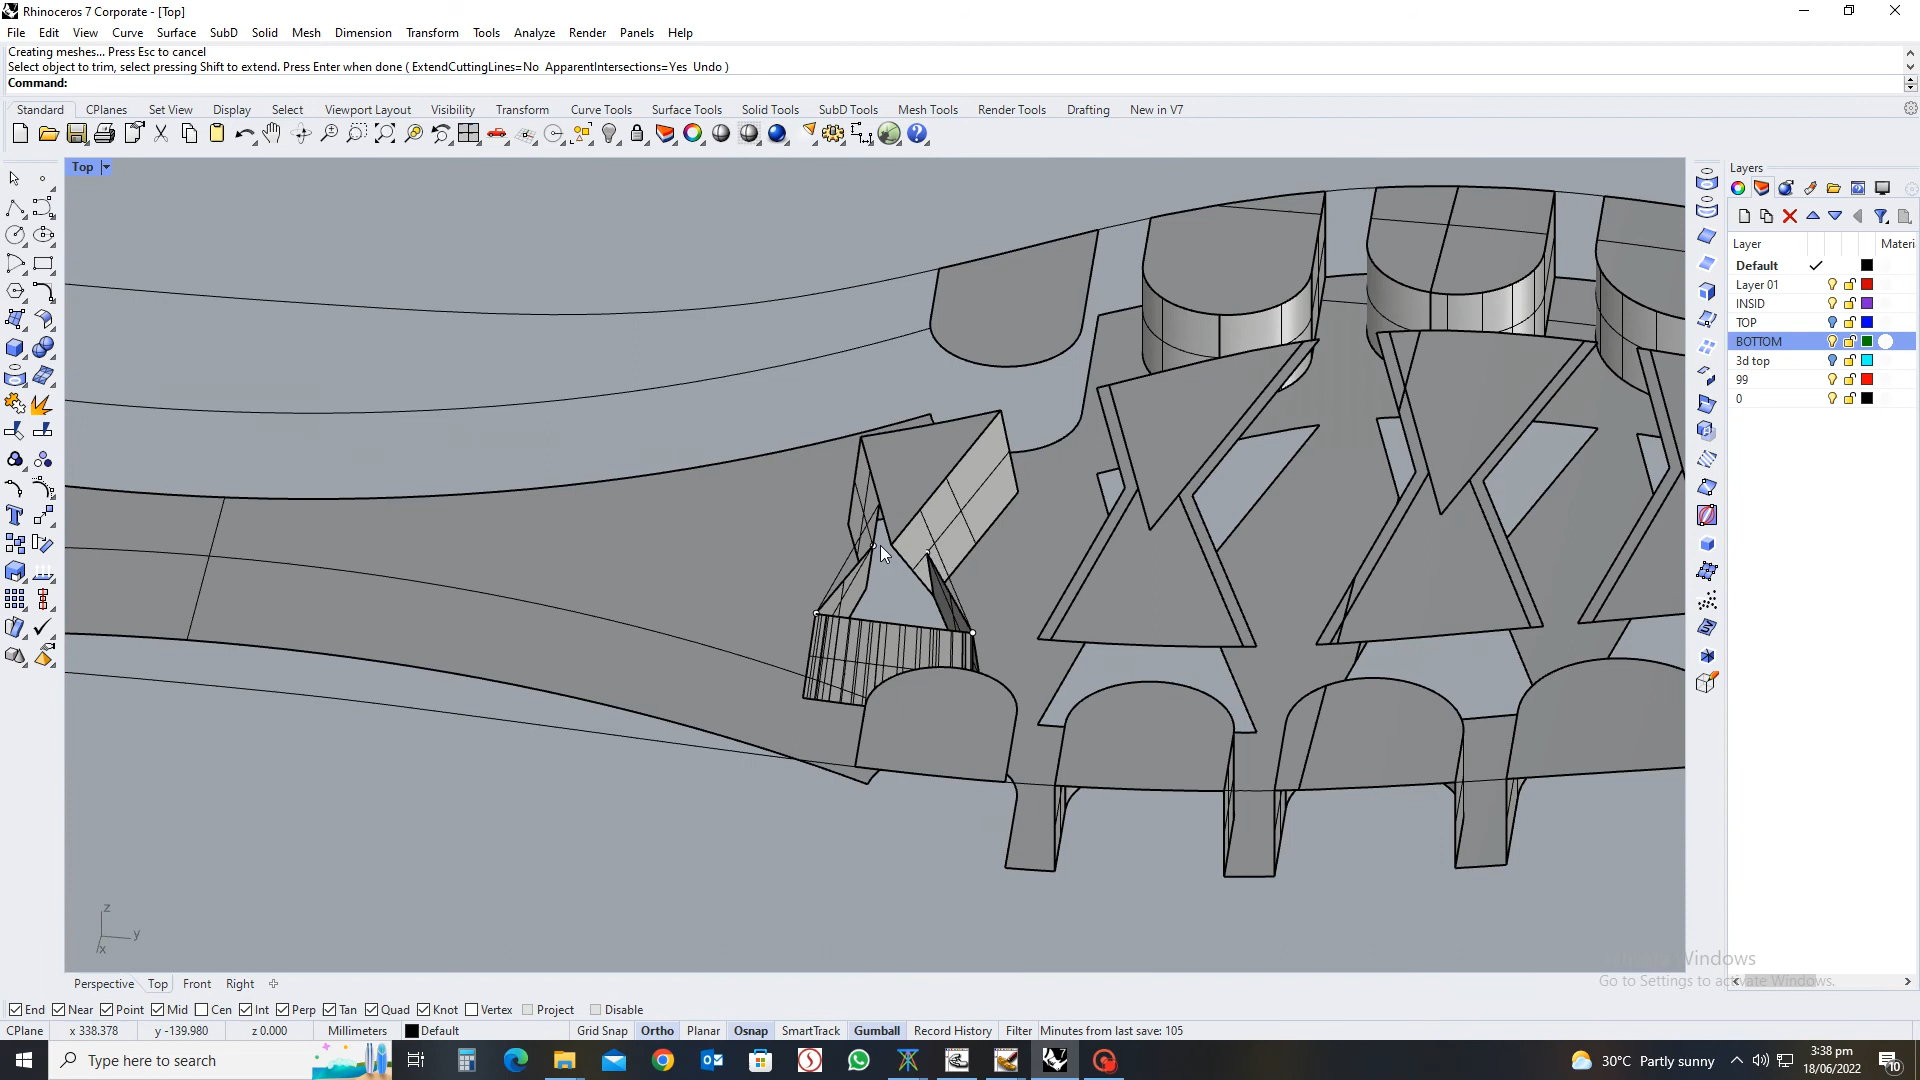 Rhinoceros 7 Corporate - [Top]
File Edit View Curve Surface SubD Solid Mesh Dimension Transform Tools Analyze Render Panels Help
Creating meshes... Press Esc to cancel
Select object to trim, select pressing Shift to extend. Press Enter when done ( ExtendCuttingLines=No ApparentIntersections=Yes Undo )
Command:
Standard CPlanes Set View Display Select Viewport Layout Visibility Transform Curve Tools Surface Tools Solid Tools SubD Tools Mesh Tools Render Tools Drafting New in V7
Top
Layers
Layer Materi
Default
Layer 01
INSID
TOP
BOTTOM
3d top
99
0
z
y
x
Windows
Go to Settings to activate Windows.
Perspective Top Front Right
End Near Point Mid Cen Int Perp Tan Quad Knot Vertex Project Disable
CPlane x 338.378 y -139.980 z 0.000 Millimeters Default Grid Snap Ortho Planar Osnap SmartTrack Gumball Record History Filter Minutes from last save: 105
Type here to search
30°C Partly sunny
3:38 pm
18/06/2022
10